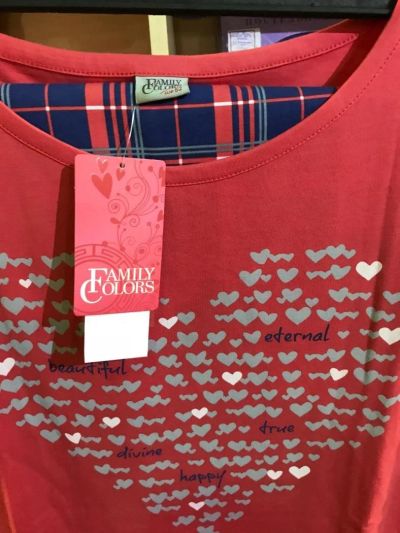 FAMILY
COLORS
FAMILY
COLORS
eternal
beautiful
true
divine
happy